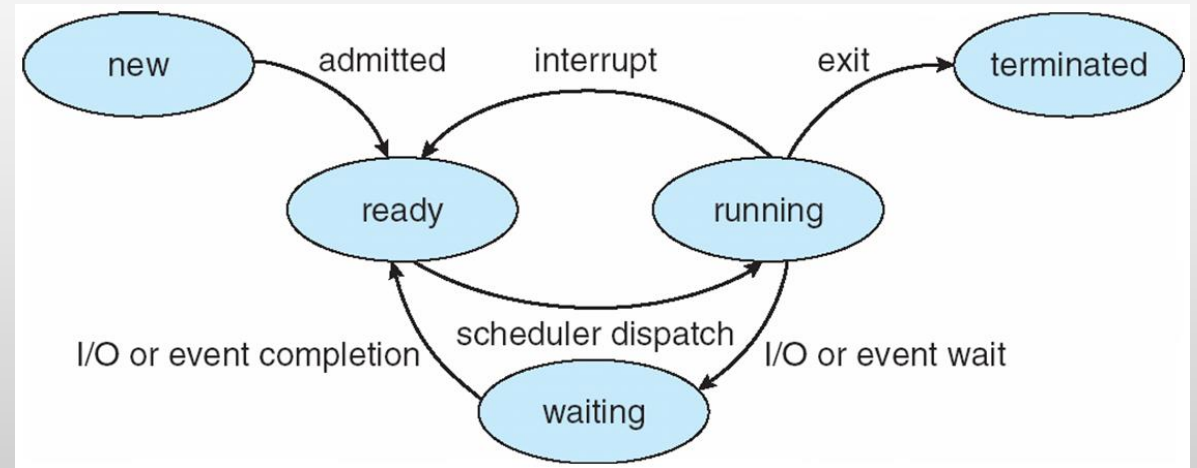 new
admitted
interrupt
exit
terminated
ready
running
scheduler dispatch
I/O or event completion
I/O or event wait
waiting